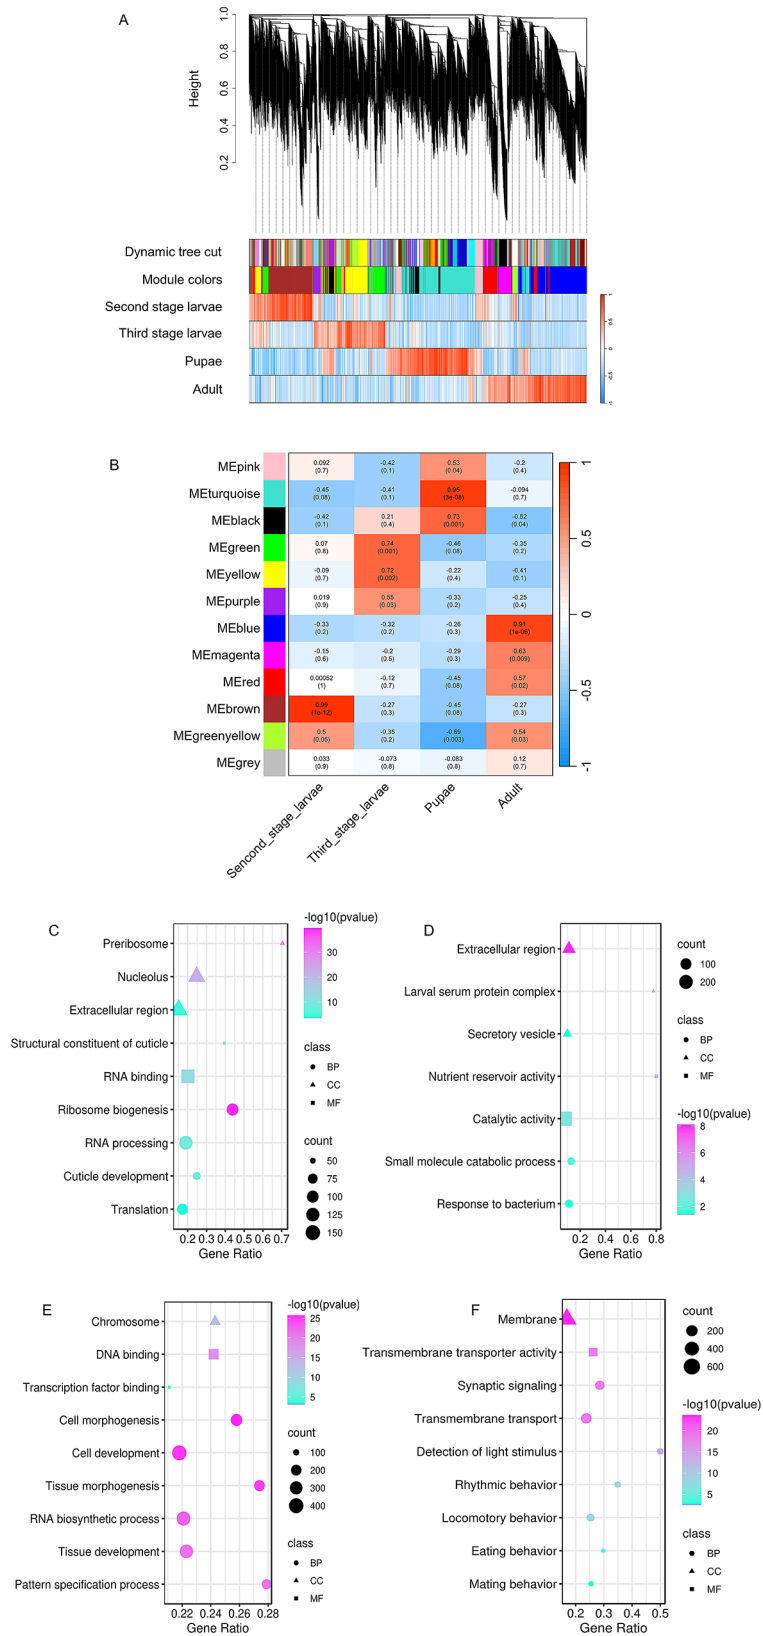 A
Height
1.0
0.8
0.6
0.4
0.2
Dynamic tree cut
Module colors
Second stage larvae
Third stage larvae
Pupae
Adult
1
0.5
0
-0.5
-1
B
MEpink 0.092 -0.42 0.53 -0.2
(0.7) (0.1) (0.04) (0.4)
MEturquoise -0.45 -0.41 0.95 -0.094
(0.08) (0.1) (3e-08) (0.7)
MEblack -0.42 0.21 0.73 -0.52
(0.1) (0.4) (0.001) (0.04)
MEgreen 0.07 0.74 -0.46 -0.35
(0.8) (0.001) (0.08) (0.2)
MEyellow -0.09 0.72 -0.22 -0.41
(0.7) (0.002) (0.4) (0.1)
MEpurple 0.019 0.55 -0.33 -0.25
(0.9) (0.03) (0.2) (0.4)
MEblue -0.33 -0.32 -0.26 0.91
(0.2) (0.2) (0.3) (1e-06)
MEmagenta -0.15 -0.2 -0.29 0.63
(0.6) (0.5) (0.3) (0.009)
MEred 0.00052 -0.12 -0.45 0.57
(1) (0.7) (0.08) (0.02)
MEbrown 0.99 -0.27 -0.45 -0.27
(1e-12) (0.3) (0.08) (0.3)
MEgreenyellow 0.5 -0.35 -0.69 0.54
(0.05) (0.2) (0.003) (0.03)
MEgrey 0.033 -0.073 -0.083 0.12
(0.9) (0.8) (0.8) (0.7)
1
0.5
0
-0.5
-1
Sencond_stage_larvae
Third_stage_larvae
Pupae
Adult
C
Preribosome
Nucleolus
Extracellular region
Structural constituent of cuticle
RNA binding
Ribosome biogenesis
RNA processing
Cuticle development
Translation
0.2 0.3 0.4 0.5 0.6 0.7
Gene Ratio
-log10(pvalue)
30
20
10
class
BP
CC
MF
count
50
75
100
125
150
D
Extracellular region
Larval serum protein complex
Secretory vesicle
Nutrient reservoir activity
Catalytic activity
Small molecule catabolic process
Response to bacterium
0.2 0.4 0.6 0.8
Gene Ratio
count
100
200
class
BP
CC
MF
-log10(pvalue)
8
6
4
2
E
Chromosome
DNA binding
Transcription factor binding
Cell morphogenesis
Cell development
Tissue morphogenesis
RNA biosynthetic process
Tissue development
Pattern specification process
0.22 0.24 0.26 0.28
Gene Ratio
-log10(pvalue)
25
20
15
10
5
count
100
200
300
400
class
BP
CC
MF
F
Membrane
Transmembrane transporter activity
Synaptic signaling
Transmembrane transport
Detection of light stimulus
Rhythmic behavior
Locomotory behavior
Eating behavior
Mating behavior
0.2 0.3 0.4 0.5
Gene Ratio
count
200
400
600
-log10(pvalue)
20
15
10
5
class
BP
CC
MF